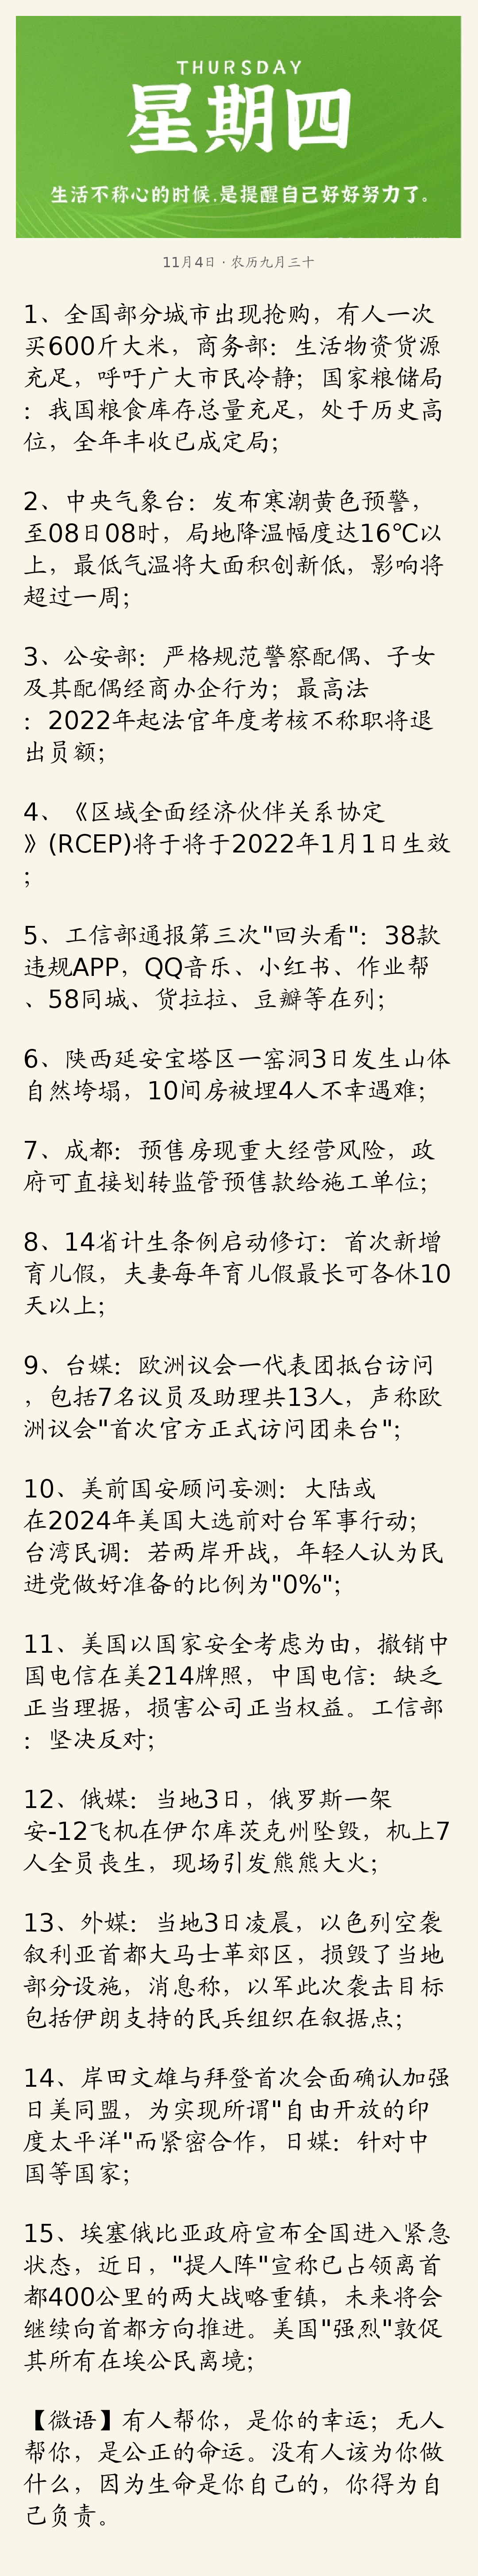 THURSDAY
星期四
生活不称心的时候,是提醒自己好好努力了。
11月4日·农历九月三十
1、全国部分城市出现抢购，有人一次
买600斤大米，商务部：生活物资货源
充足，呼吁广大市民冷静；国家粮储局
：我国粮食库存总量充足，处于历史高
位，全年丰收已成定局；
2、中央气象台：发布寒潮黄色预警，
至08日08时，局地降温幅度达16℃以
上，最低气温将大面积创新低，影响将
超过一周；
3、公安部：严格规范警察配偶、子女
及其配偶经商办企行为；最高法
：2022年起法官年度考核不称职将退
出员额；
4、《区域全面经济伙伴关系协定
》(RCEP)将于将于2022年1月1日生效
；
5、工信部通报第三次"回头看"：38款
违规APP，QQ音乐、小红书、作业帮
、58同城、货拉拉、豆瓣等在列；
6、陕西延安宝塔区一窑洞3日发生山体
自然垮塌，10间房被埋4人不幸遇难；
7、成都：预售房现重大经营风险，政
府可直接划转监管预售款给施工单位；
8、14省计生条例启动修订：首次新增
育儿假，夫妻每年育儿假最长可各休10
天以上；
9、台媒：欧洲议会一代表团抵台访问
，包括7名议员及助理共13人，声称欧
洲议会"首次官方正式访问团来台"；
10、美前国安顾问妄测：大陆或
在2024年美国大选前对台军事行动；
台湾民调：若两岸开战，年轻人认为民
进党做好准备的比例为"0%"；
11、美国以国家安全考虑为由，撤销中
国电信在美214牌照，中国电信：缺乏
正当理据，损害公司正当权益。工信部
：坚决反对；
12、俄媒：当地3日，俄罗斯一架
安-12飞机在伊尔库茨克州坠毁，机上7
人全员丧生，现场引发熊熊大火；
13、外媒：当地3日凌晨，以色列空袭
叙利亚首都大马士革郊区，损毁了当地
部分设施，消息称，以军此次袭击目标
包括伊朗支持的民兵组织在叙据点；
14、岸田文雄与拜登首次会面确认加强
日美同盟，为实现所谓"自由开放的印
度太平洋"而紧密合作，日媒：针对中
国等国家；
15、埃塞俄比亚政府宣布全国进入紧急
状态，近日，"提人阵"宣称已占领离首
都400公里的两大战略重镇，未来将会
继续向首都方向推进。美国"强烈"敦促
其所有在埃公民离境；
【微语】有人帮你，是你的幸运；无人
帮你，是公正的命运。没有人该为你做
什么，因为生命是你自己的，你得为自
己负责。